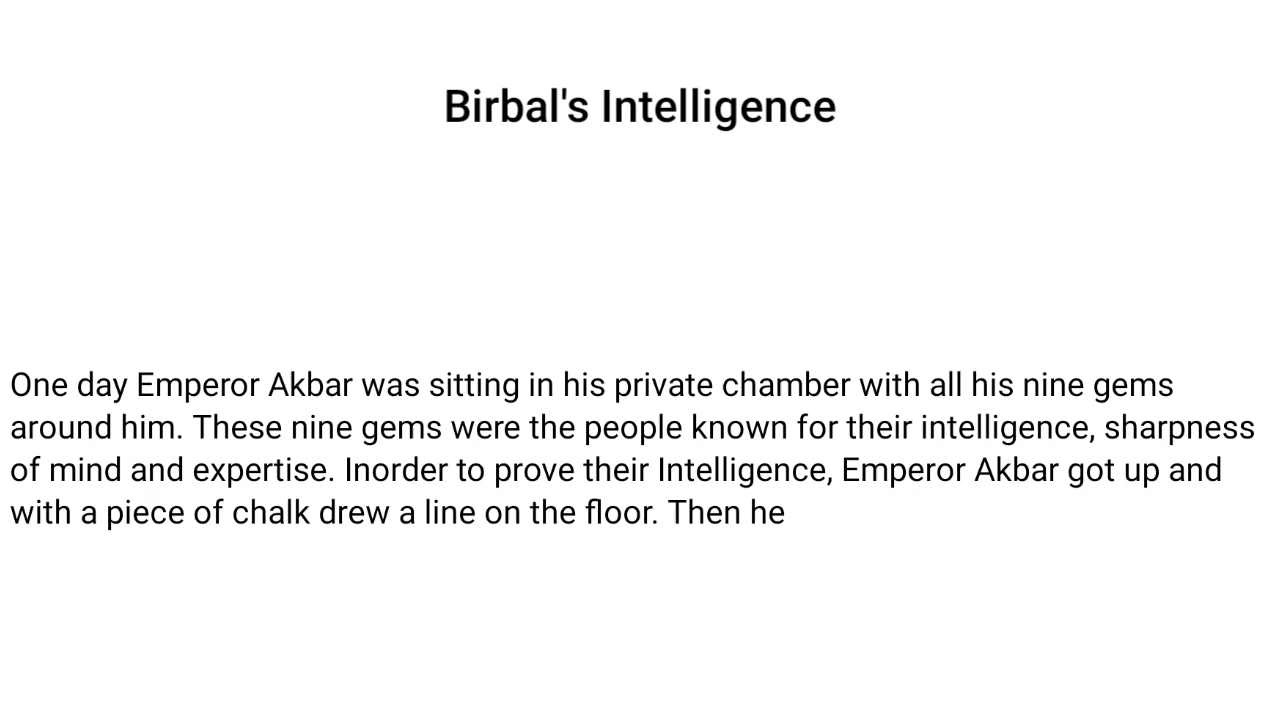 Birbal's Intelligence
One day Emperor Akbar was sitting in his private chamber with all his nine gems
around him. These nine gems were the people known for their intelligence, sharpness
of mind and expertise. Inorder to prove their Intelligence, Emperor Akbar got up and
with a piece of chalk drew a line on the floor. Then he